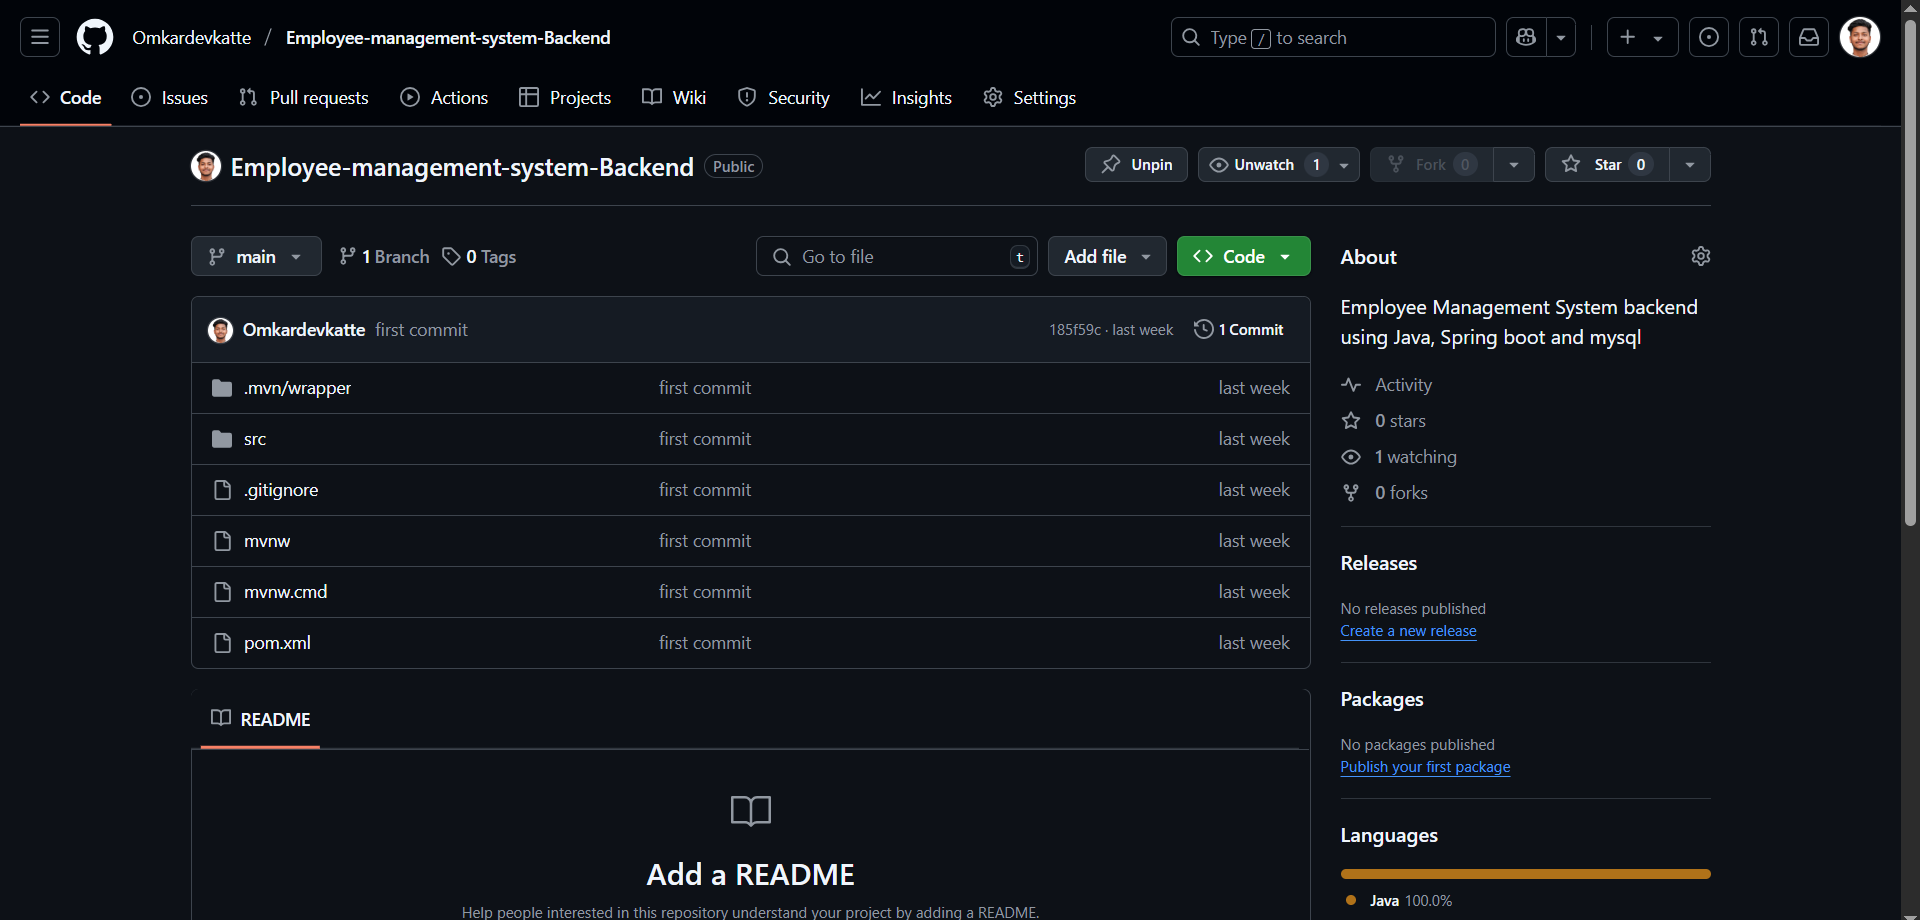 Omkardevkatte / Employee-management-system-Backend
Type / to search
Code Issues Pull requests Actions Projects Wiki Security Insights Settings
Employee-management-system-Backend Public
Unpin Unwatch 1 Fork 0 Star 0
main 1 Branch 0 Tags Go to file t Add file Code
Omkardevkatte first commit 185f59c · last week 1 Commit
.mvn/wrapper first commit last week
src first commit last week
.gitignore first commit last week
mvnw first commit last week
mvnw.cmd first commit last week
pom.xml first commit last week
README
Add a README
Help people interested in this repository understand your project by adding a README.
About
Employee Management System backend
using Java, Spring boot and mysql
Activity
0 stars
1 watching
0 forks
Releases
No releases published
Create a new release
Packages
No packages published
Publish your first package
Languages
Java 100.0%